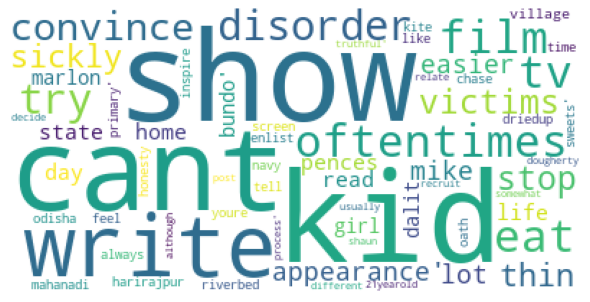 convince disorder film village
kite
like time
truthful'
sickly show tv
marlon inspire easier chase
try primary' bundo' victims driedup sweets'
decide relate
state home screen oftentimes
enlist
cant kid dougherty
day honesty navy pences mike stop
post tell read recruit somewhat
write youre girl dalit life
odisha feel usually oath eat
always although process' shaun
mahanadi harirajpur riverbed appearance' lot thin
different 21yearold